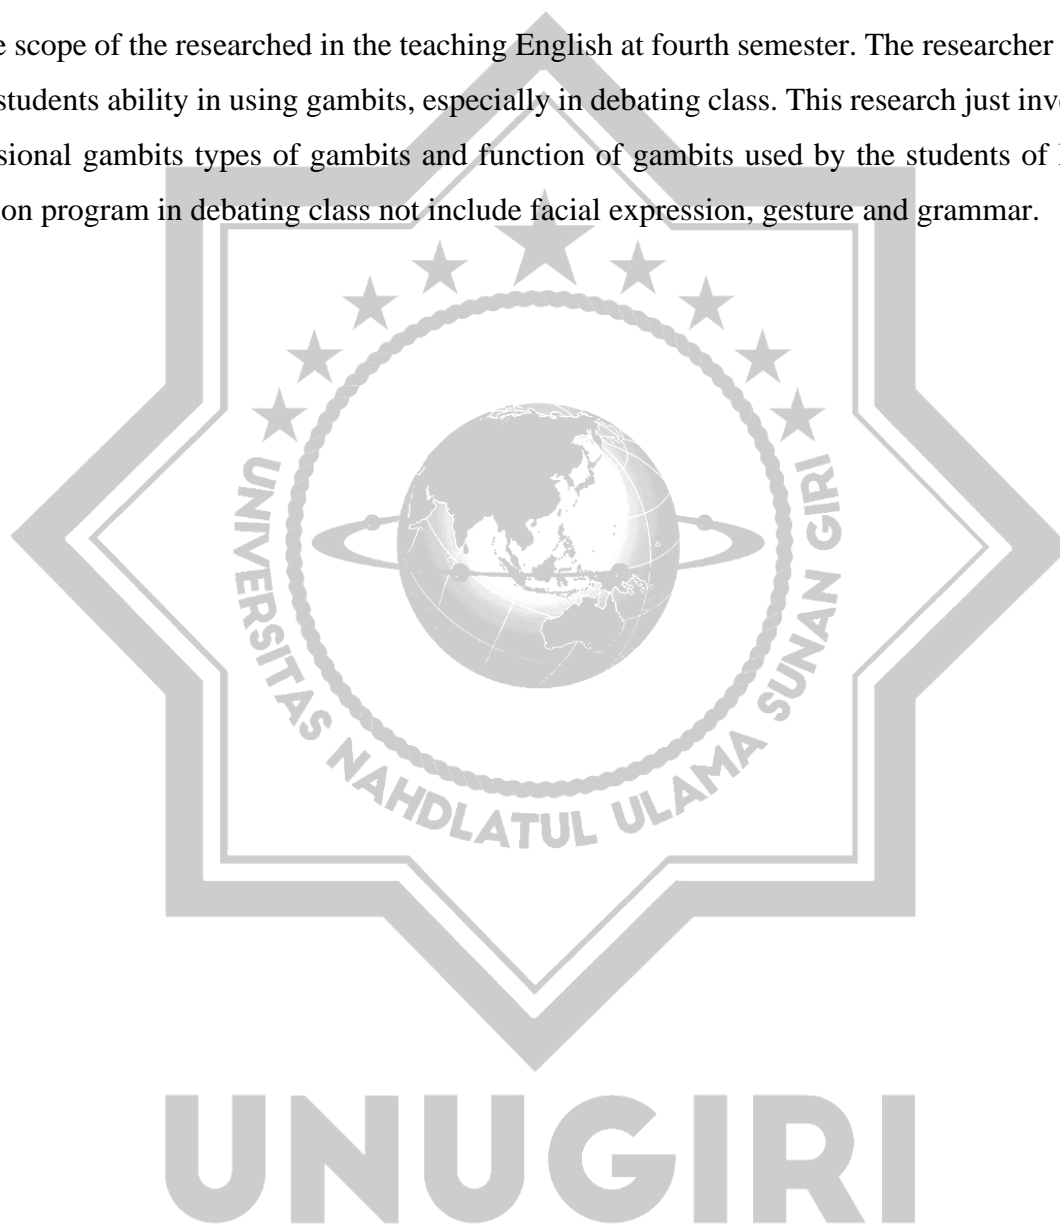 e scope of the researched in the teaching English at fourth semester. The researcher
students ability in using gambits, especially in debating class. This research just inv
sional gambits types of gambits and function of gambits used by the students of
on program in debating class not include facial expression, gesture and grammar.
UNIVERSITAS NAHDLATUL ULAMA SUNAN GIRI
UNUGIRI